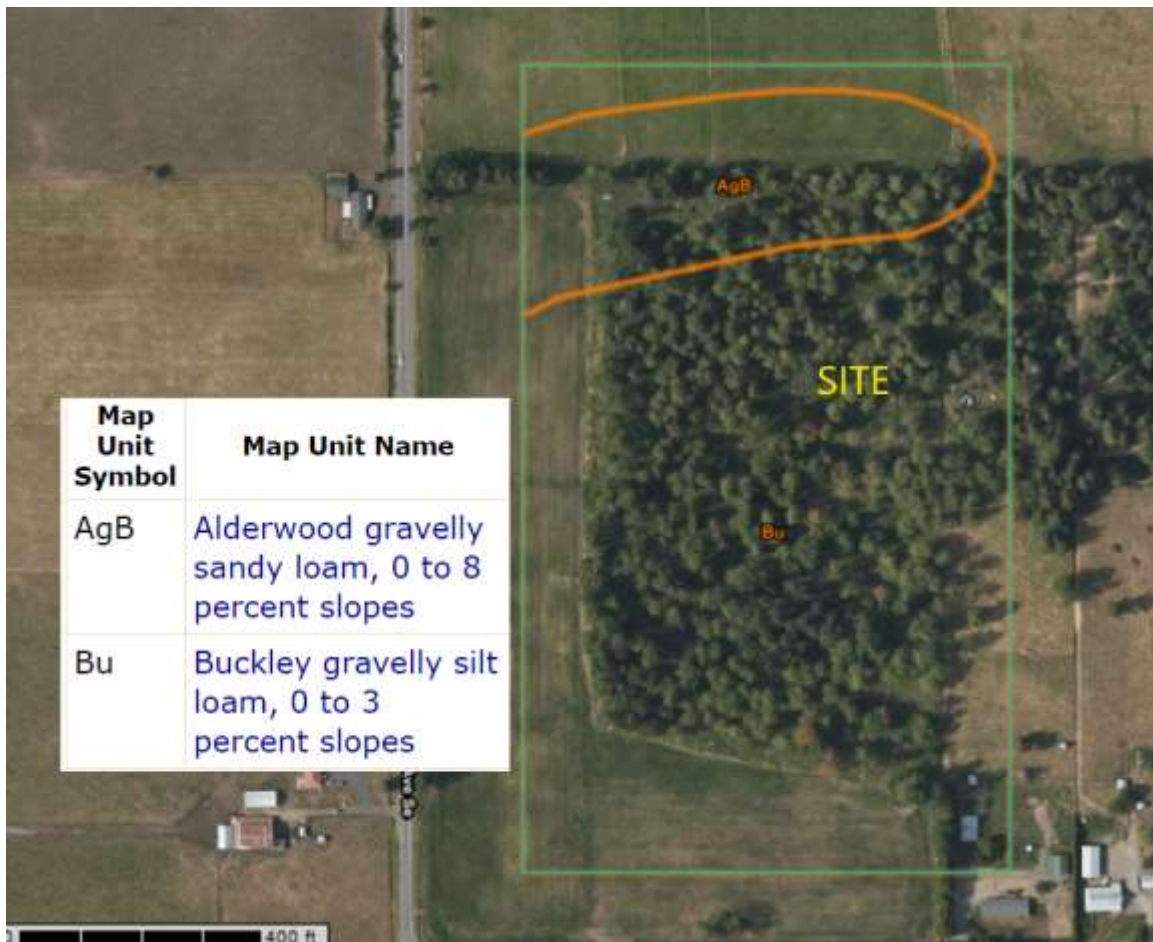 AgB
SITE
Map
Unit
Symbol
Map Unit Name
AgB
Alderwood gravelly
sandy loam, 0 to 8
percent slopes
Bu
Buckley gravelly silt
loam, 0 to 3
percent slopes
Bu
400 ft